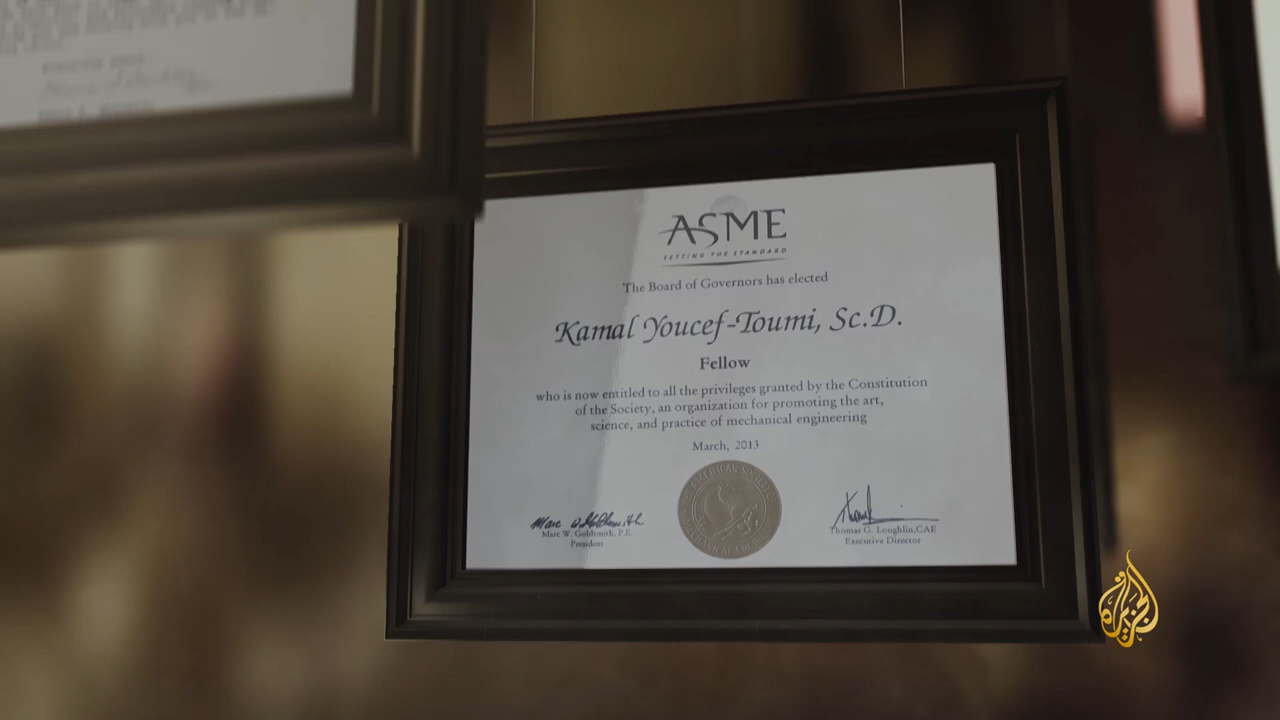 ASME
SETTING THE STANDARD
The Board of Governors has elected
Kamal Youcef-Toumi, Sc.D.
Fellow
who is now entitled to all the privileges granted by the Constitution
of the Society, an organization for promoting the art,
science, and practice of mechanical engineering
March, 2013
Marc W. Goldsmith, P.E.
President
Thomas G. Loughlin, CAE
Executive Director
الجزيرة